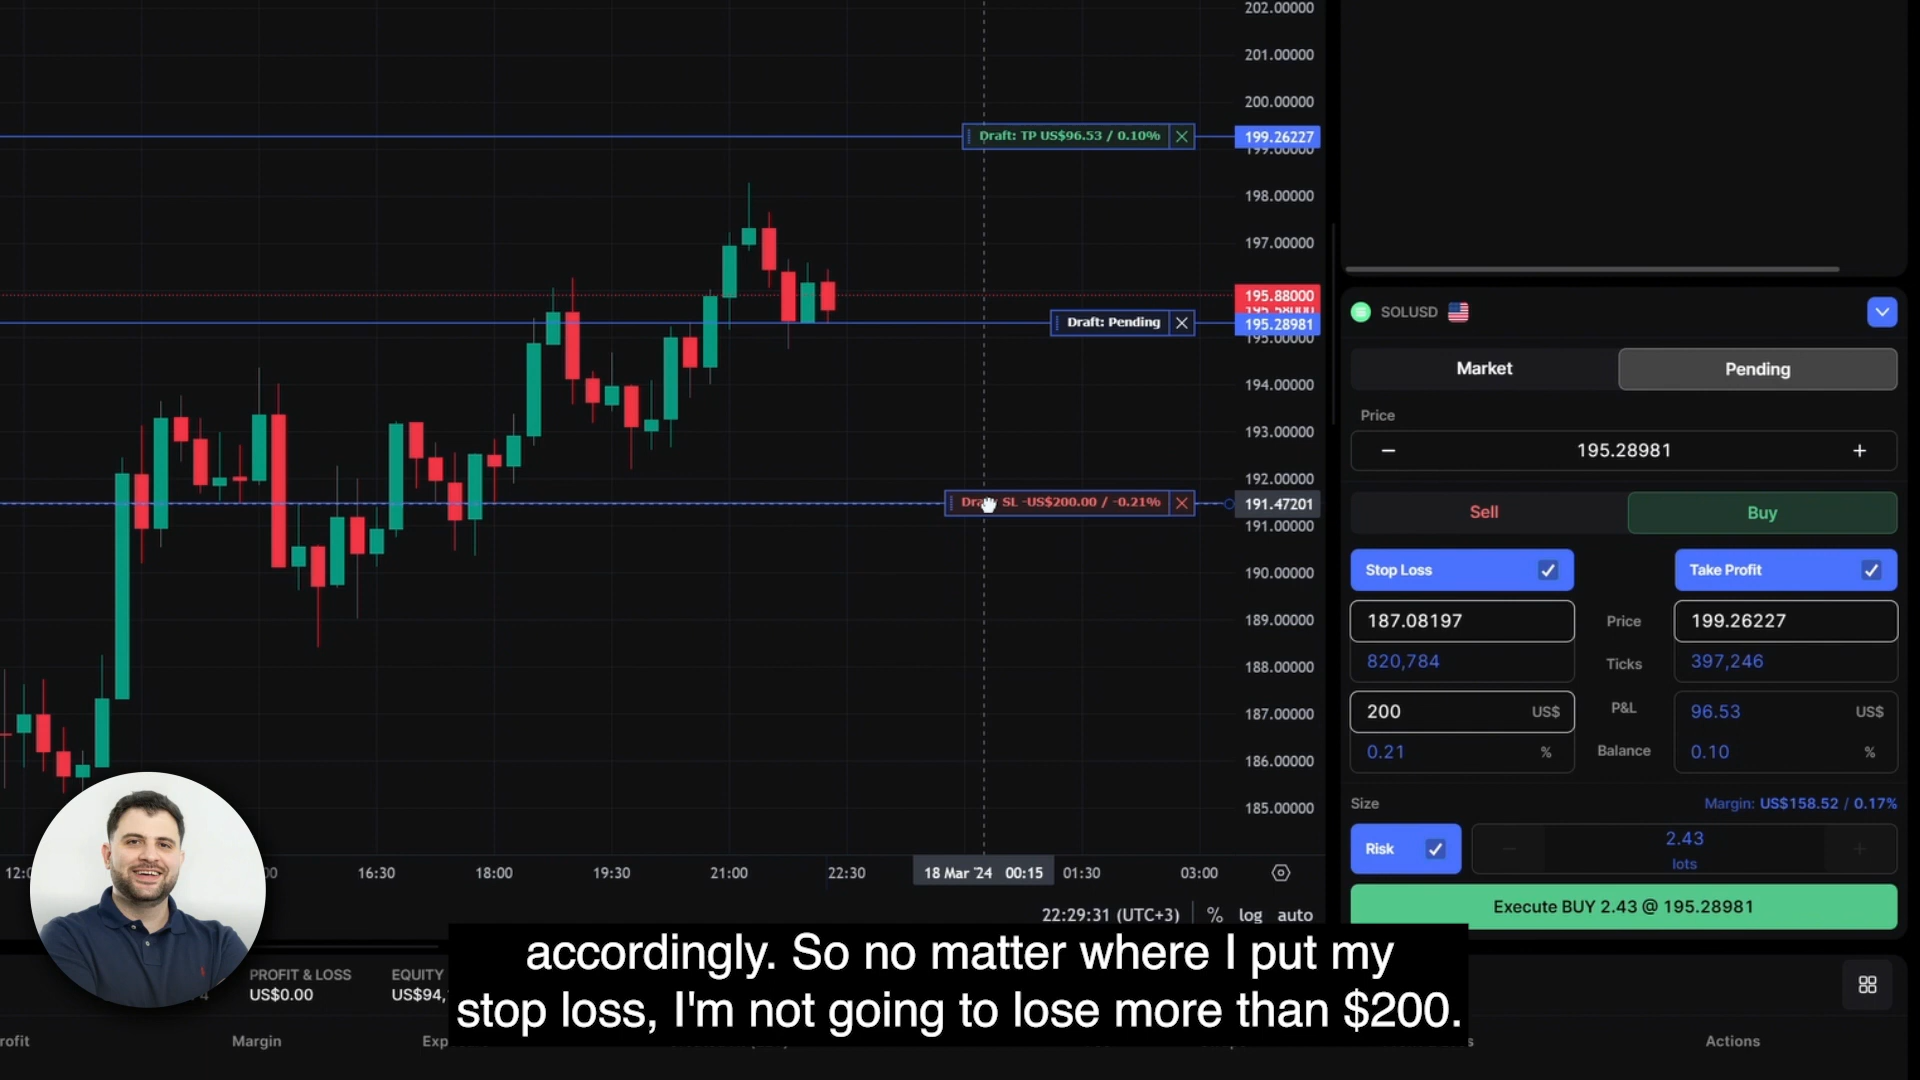 202.00000
201.00000
200.00000
Draft: TP US$96.53 / 0.10%
199.26227
199.00000
198.00000
197.00000
195.88000
Draft: Pending
195.28981
195.00000
194.00000
193.00000
192.00000
SL -US$200.00 / -0.21%
191.47201
191.00000
190.00000
189.00000
188.00000
187.00000
186.00000
185.00000
16:30
18:00
19:30
21:00
22:30
18 Mar '24 00:15
01:30
03:00
22:29:31 (UTC+3)
%
log
auto
SOLUSD
Market
Pending
Price
− 195.28981 +
Sell
Buy
Stop Loss
Take Profit
187.08197
Price
199.26227
820,784
Ticks
397,246
200 US$
P&L
96.53 US$
0.21 %
Balance
0.10 %
Size
Margin: US$158.52 / 0.17%
Risk
− 2.43 +
lots
Execute BUY 2.43 @ 195.28981
PROFIT & LOSS
US$0.00
EQUITY
US$94,
accordingly. So no matter where I put my
stop loss, I'm not going to lose more than $200.
Margin
Actions